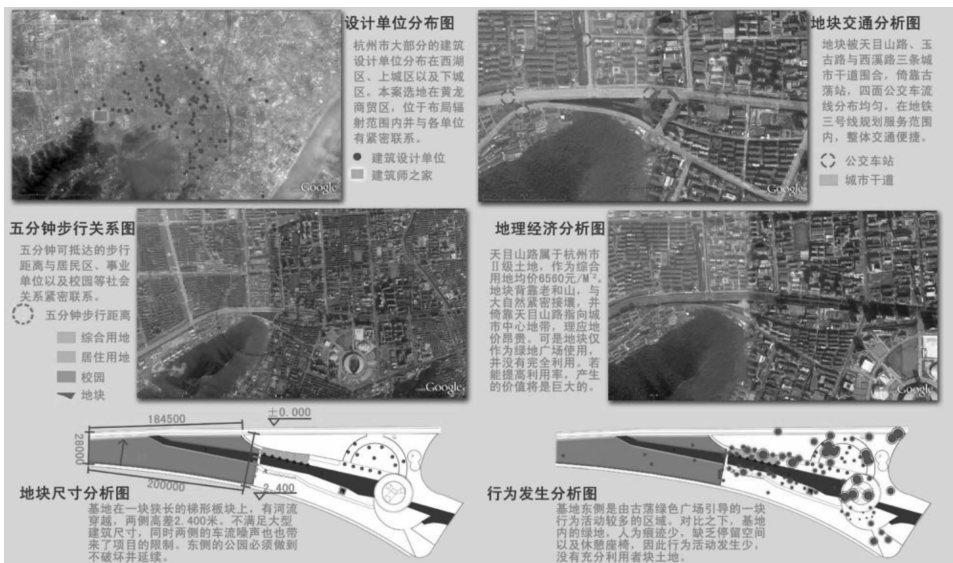 设计单位分布图
杭州市大部分的建筑
设计单位分布在西湖
区、上城区以及下城
区。本案选地在黄龙
商贸区，位于布局辐
射范围内并与各单位
有紧密联系。
建筑设计单位
建筑师之家
Google
地块交通分析图
地块被天目山路、玉
古路与西溪路三条城
市干道围合，倚靠古
荡站，四面公交车流
线分布均匀，在地铁
三号线规划服务范围
内，整体交通便捷。
公交车站
城市干道
Google
五分钟步行关系图
五分钟可抵达的步行
距离与居民区、事业
单位以及校园等社会
关系紧密联系。
五分钟步行距离
综合用地
居住用地
校园
地块
Google
地理经济分析图
天目山路属于杭州市
Ⅱ级土地，作为综合
用地均价6560元/M²，
地块背靠老和山，与
大自然紧密接壤，并
倚靠天目山路指向城
市中心地带，理应地
价昂贵。可是地块仅
作为绿地广场使用，
并没有完全利用。若
能提高利用率，产生
的价值将是巨大的。
Google
184500
±0.000
28000
200000
2.400
地块尺寸分析图
基地在一块狭长的梯形板块上，有河流
穿越，两侧高差2.400米。不满足大型
建筑尺寸，同时两侧的车流噪声也也带
来了项目的限制。东侧的公园必须做到
不破坏并延续。
行为发生分析图
基地东侧是由古荡绿色广场引导的一块
行为活动较多的区域。对比之下，基地
内的绿地，人为痕迹少，缺乏停留空间
以及休憩座椅，因此行为活动发生少，
没有充分利用者块土地。